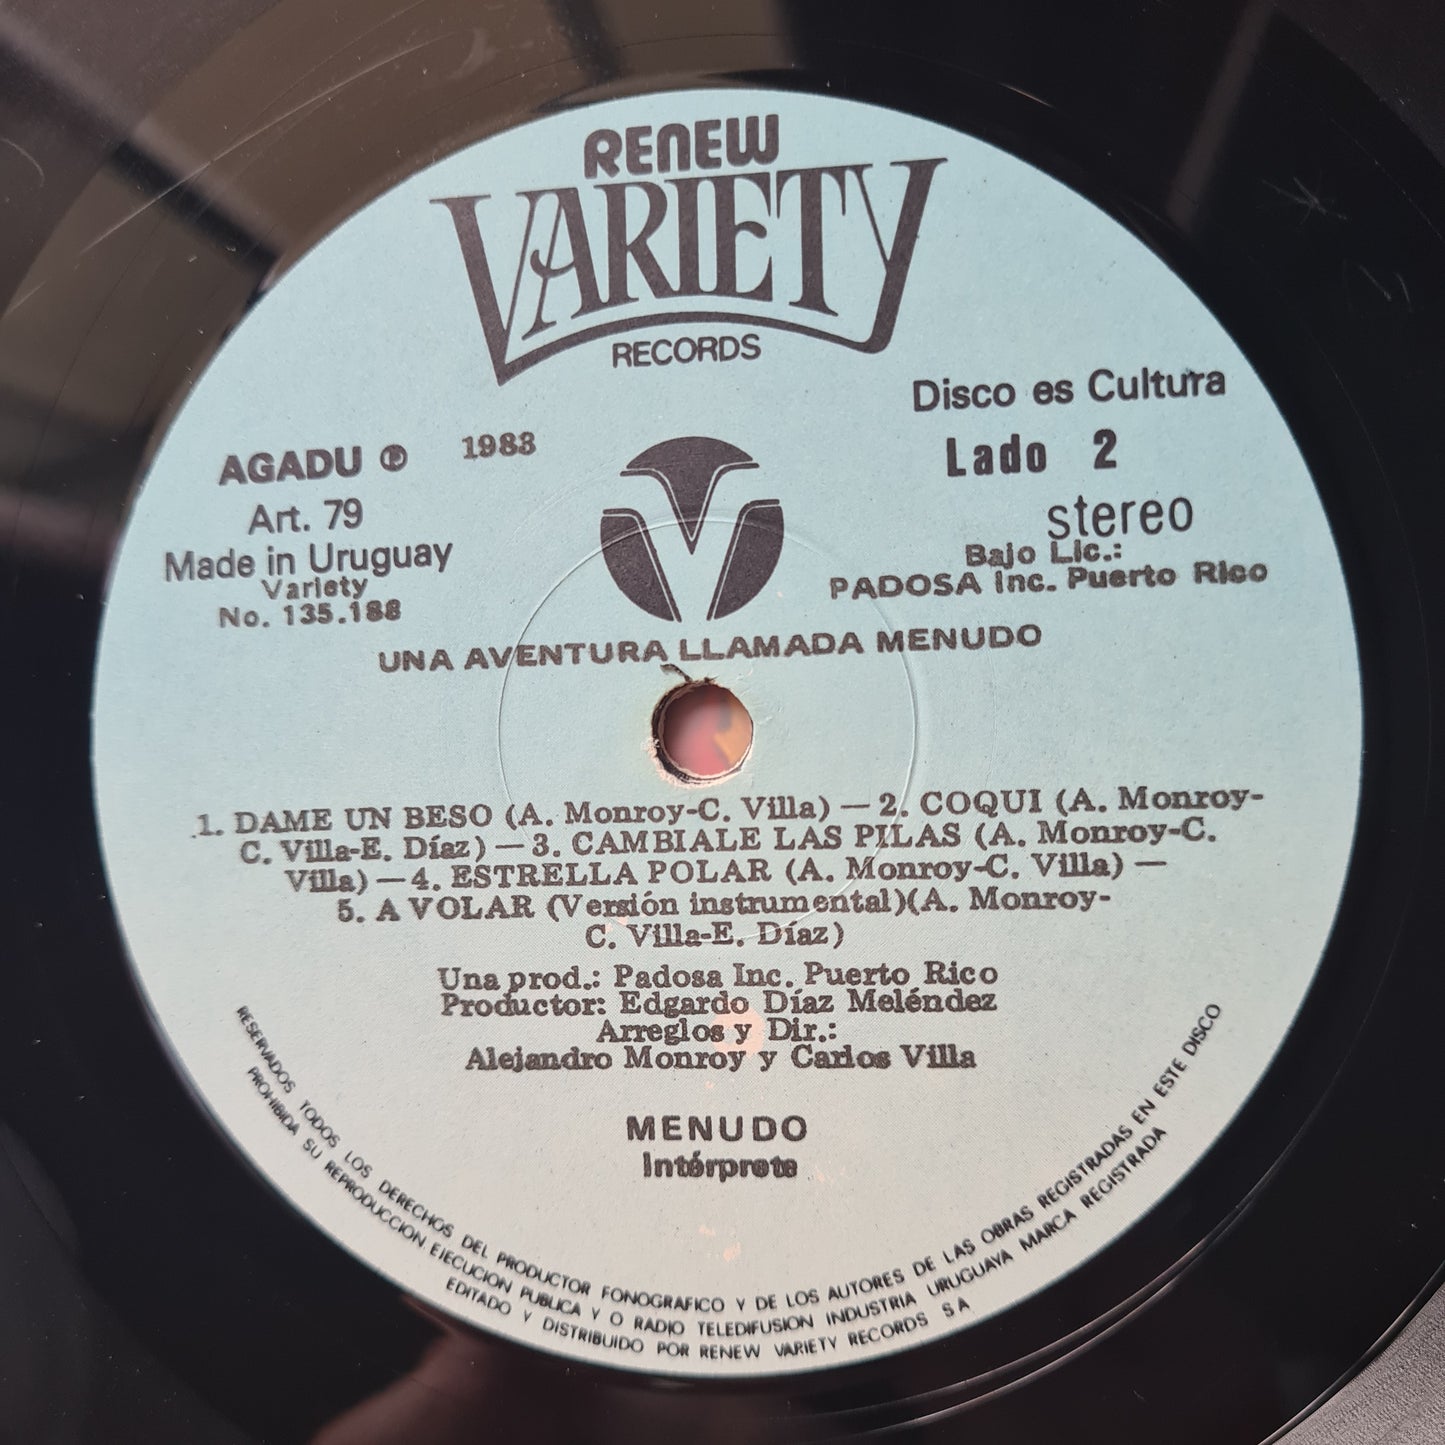 RENEW
VARIETY
RECORDS
Disco es Cultura
AGADU Ⓟ 1983
Lado 2
Art. 79
stereo
Made in Uruguay
Bajo Lic.:
Variety
PADOSA Inc. Puerto Rico
No. 135.188
UNA AVENTURA LLAMADA MENUDO
1. DAME UN BESO (A. Monroy-C. Villa) — 2. COQUI (A. Monroy-
C. Villa-E. Díaz) — 3. CAMBIALE LAS PILAS (A. Monroy-C.
Villa) — 4. ESTRELLA POLAR (A. Monroy-C. Villa) —
5. A VOLAR (Versión instrumental)(A. Monroy-
C. Villa-E. Díaz)
Una prod.: Padosa Inc. Puerto Rico
Productor: Edgardo Díaz Meléndez
Arreglos y Dir.:
Alejandro Monroy y Carlos Villa
MENUDO
Intérprete
RESERVADOS TODOS LOS DERECHOS DEL PRODUCTOR FONOGRAFICO Y DE LOS AUTORES DE LAS OBRAS REGISTRADAS EN ESTE DISCO
PROHIBIDA SU REPRODUCCION EJECUCION PUBLICA Y O RADIO TELEDIFUSION INDUSTRIA URUGUAYA MARCA REGISTRADA
EDITADO Y DISTRIBUIDO POR RENEW VARIETY RECORDS S A